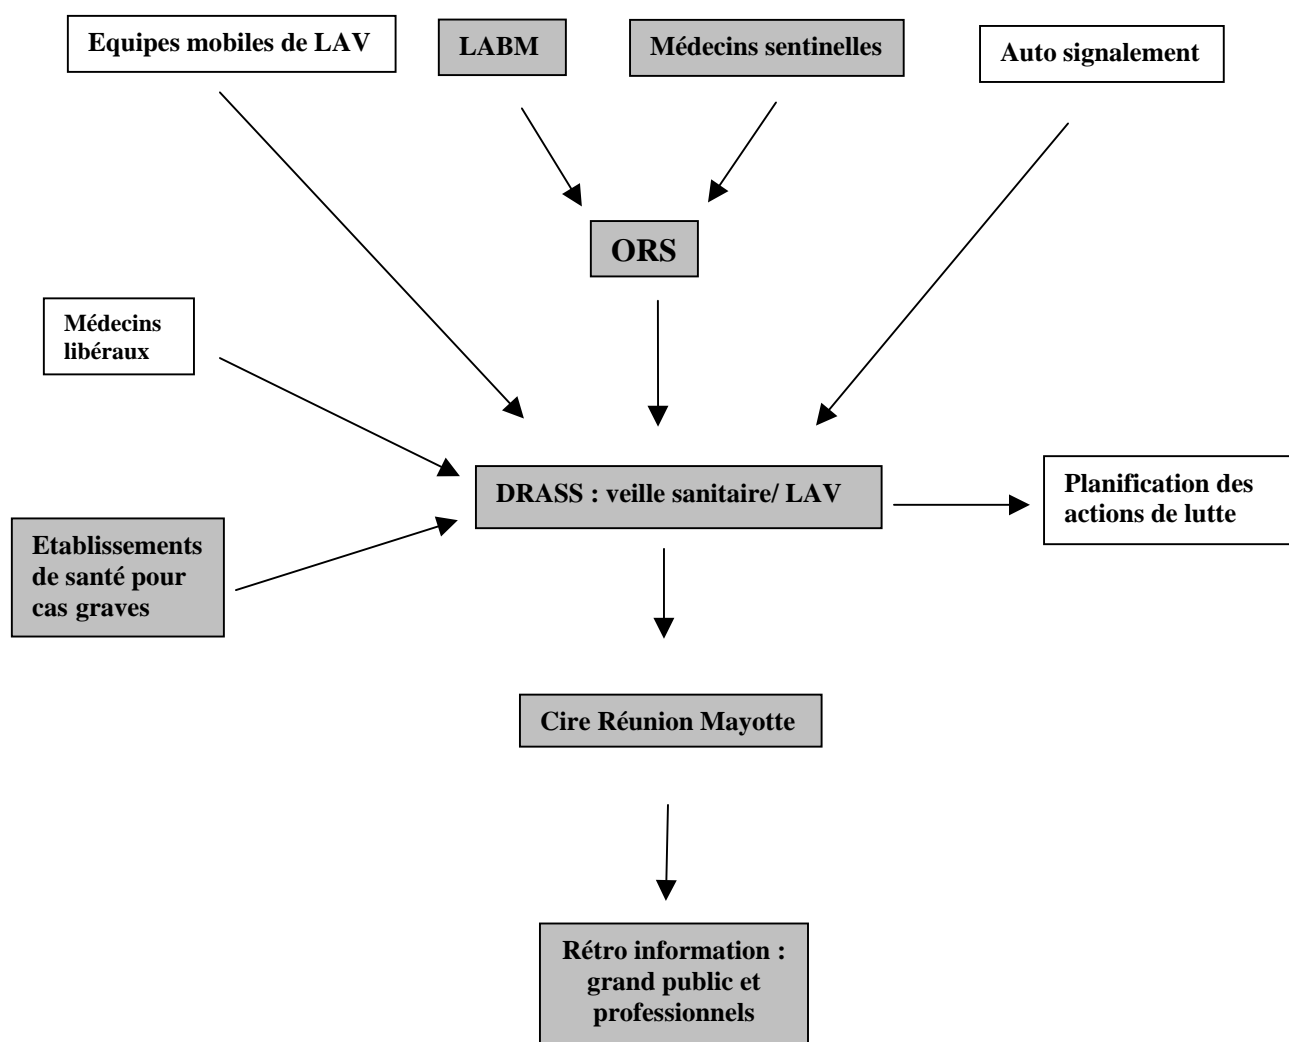 Equipes mobiles de LAV
LABM
Médecins sentinelles
Auto signalement
ORS
Médecins
libéraux
DRASS : veille sanitaire/ LAV
Planification des
actions de lutte
Etablissements
de santé pour
cas graves
Cire Réunion Mayotte
Rétro information :
grand public et
professionnels